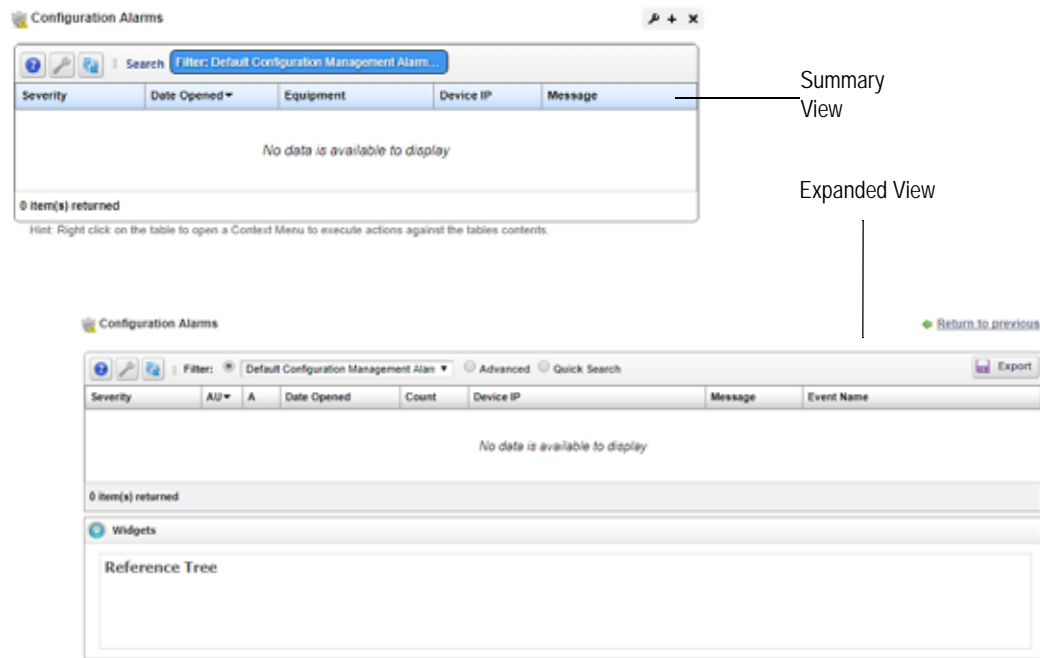 Configuration Alarms
Search Filter: Default Configuration Management Alarm...
Severity Date Opened Equipment Device IP Message
No data is available to display
0 item(s) returned
Hint: Right click on the table to open a Context Menu to execute actions against the tables contents.
Summary
View
Expanded View
Configuration Alarms
Return to previous
Filter: Default Configuration Management Alan Advanced Quick Search Export
Severity AU A Date Opened Count Device IP Message Event Name
No data is available to display
0 item(s) returned
Widgets
Reference Tree